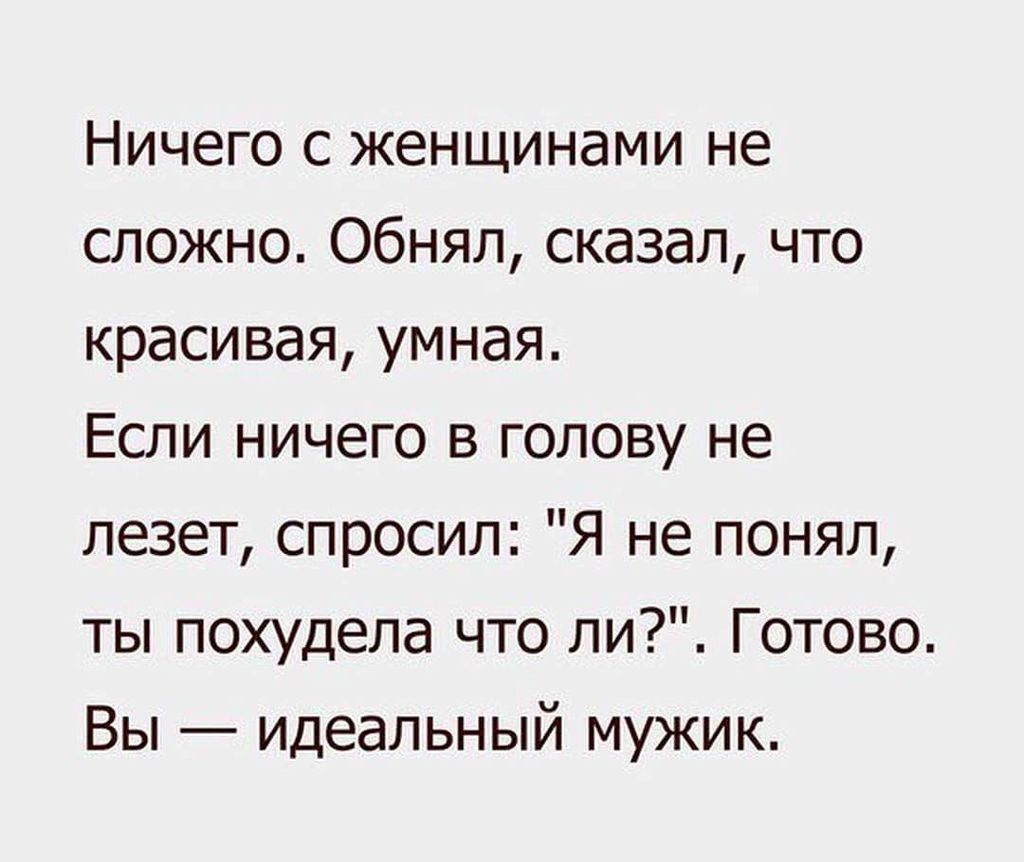 Ничего с женщинами не
сложно. Обнял, сказал, что
красивая, умная.
Если ничего в голову не
лезет, спросил: "Я не понял,
ты похудела что ли?". Готово.
Вы — идеальный мужик.